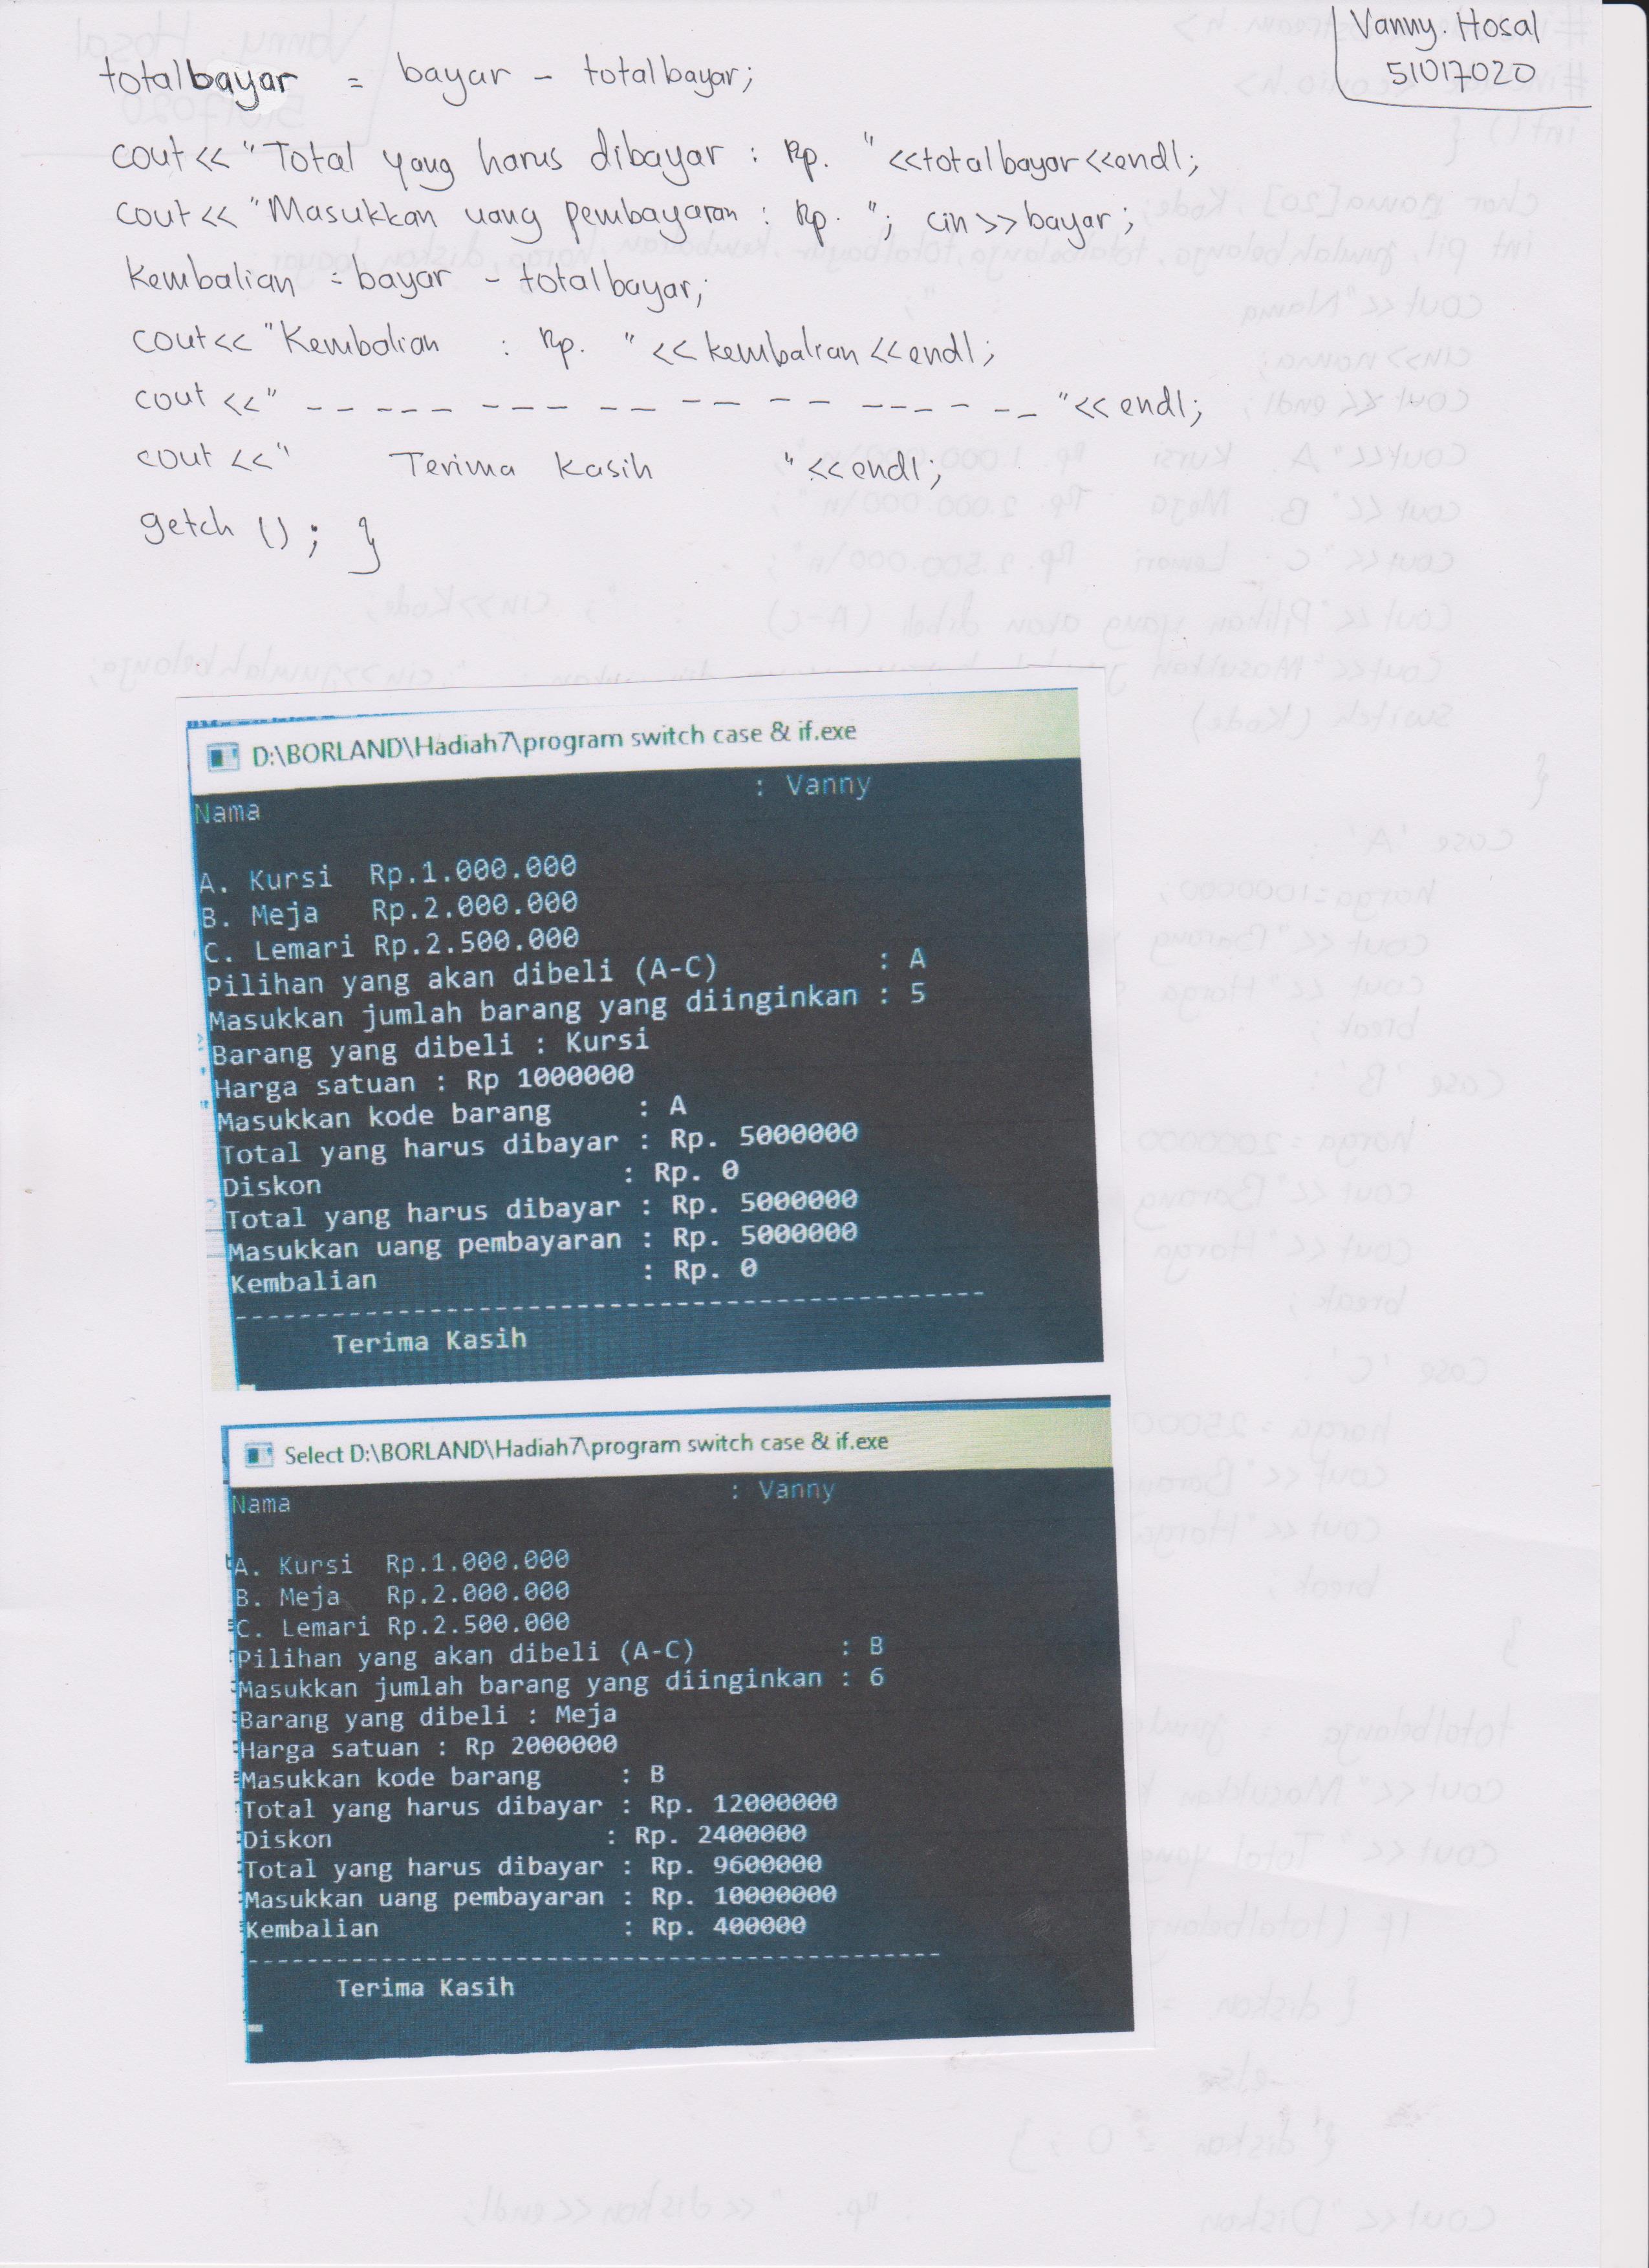 Vanny. Hosal
51017020
totalbayar = bayar - totalbayar;
cout<<"Total yang harus dibayar : Rp. "<<totalbayar<<endl;
cout<<"Masukkan uang pembayaran : Rp. "; cin>>bayar;
Kembalian = bayar - totalbayar;
cout<<"Kembalian : Rp. "<<kembalian<<endl;
cout<<" - - - - - - - - - - - - - - - - - - - "<<endl;
cout<<" Terima Kasih "<<endl;
getch (); }
D:\BORLAND\Hadiah7\program switch case & if.exe
Nama : Vanny
A. Kursi Rp.1.000.000
B. Meja Rp.2.000.000
C. Lemari Rp.2.500.000
Pilihan yang akan dibeli (A-C) : A
Masukkan jumlah barang yang diinginkan : 5
Barang yang dibeli : Kursi
Harga satuan : Rp 1000000
Masukkan kode barang : A
Total yang harus dibayar : Rp. 5000000
Diskon : Rp. 0
Total yang harus dibayar : Rp. 5000000
Masukkan uang pembayaran : Rp. 5000000
Kembalian : Rp. 0
------------------------------------------------
Terima Kasih
Select D:\BORLAND\Hadiah7\program switch case & if.exe
Nama : Vanny
A. Kursi Rp.1.000.000
B. Meja Rp.2.000.000
C. Lemari Rp.2.500.000
Pilihan yang akan dibeli (A-C) : B
Masukkan jumlah barang yang diinginkan : 6
Barang yang dibeli : Meja
Harga satuan : Rp 2000000
Masukkan kode barang : B
Total yang harus dibayar : Rp. 12000000
Diskon : Rp. 2400000
Total yang harus dibayar : Rp. 9600000
Masukkan uang pembayaran : Rp. 10000000
Kembalian : Rp. 400000
------------------------------------------------
Terima Kasih